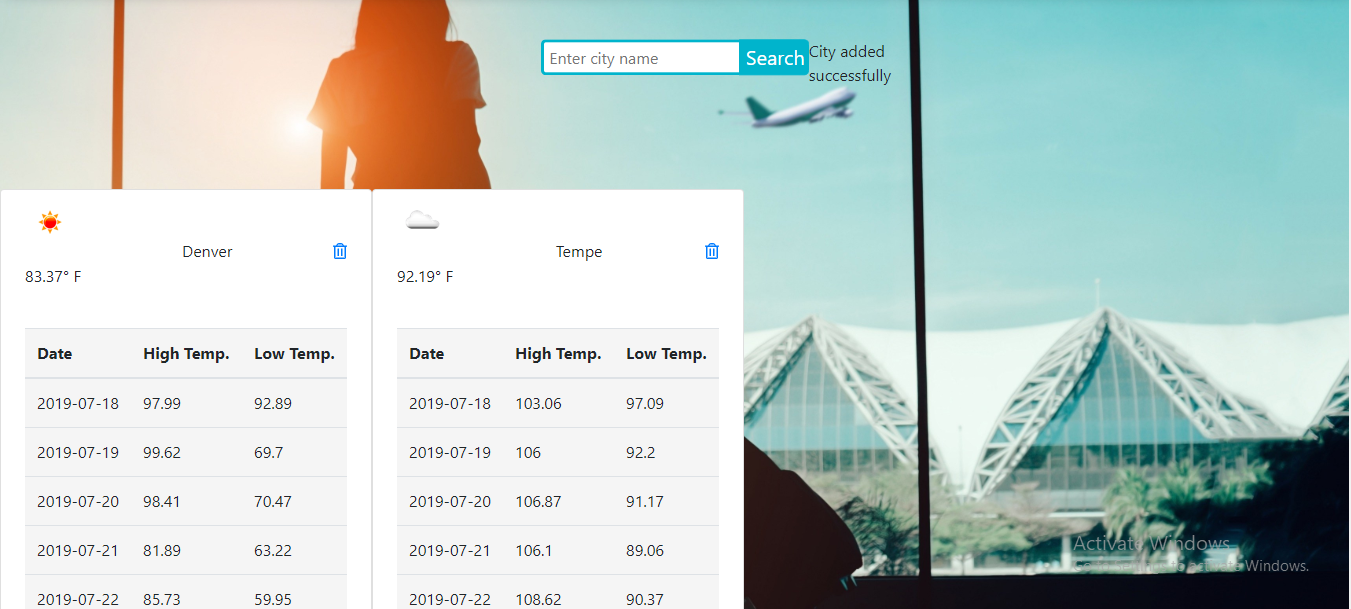 Enter city name Search City added
successfully
Denver
83.37° F
Date High Temp. Low Temp.
2019-07-18 97.99 92.89
2019-07-19 99.62 69.7
2019-07-20 98.41 70.47
2019-07-21 81.89 63.22
2019-07-22 85.73 59.95
Tempe
92.19° F
Date High Temp. Low Temp.
2019-07-18 103.06 97.09
2019-07-19 106 92.2
2019-07-20 106.87 91.17
2019-07-21 106.1 89.06
2019-07-22 108.62 90.37
Activate Windows
Go to Settings to activate Windows.